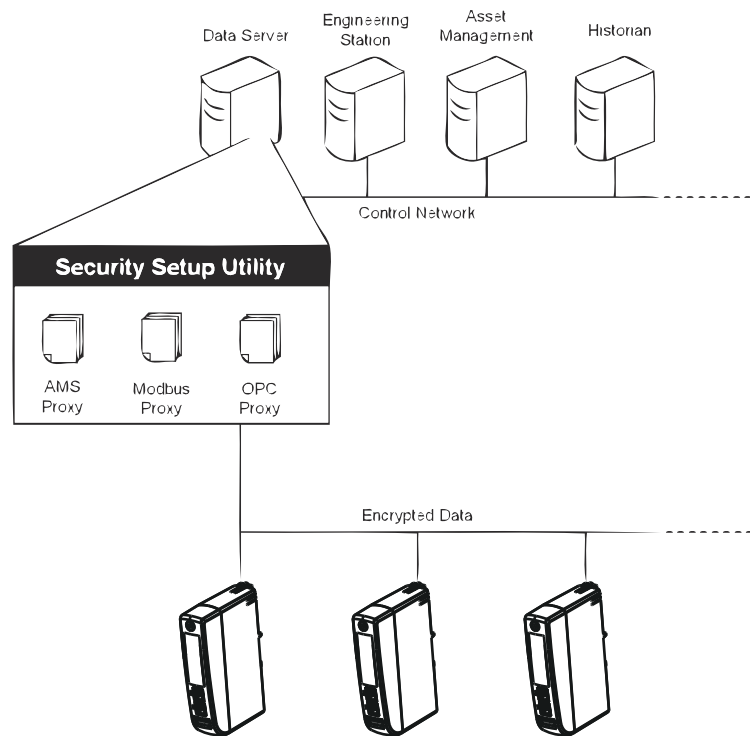 Data Server
Engineering
Station
Asset
Management
Historian
Control Network
Security Setup Utility
AMS
Proxy
Modbus
Proxy
OPC
Proxy
Encrypted Data